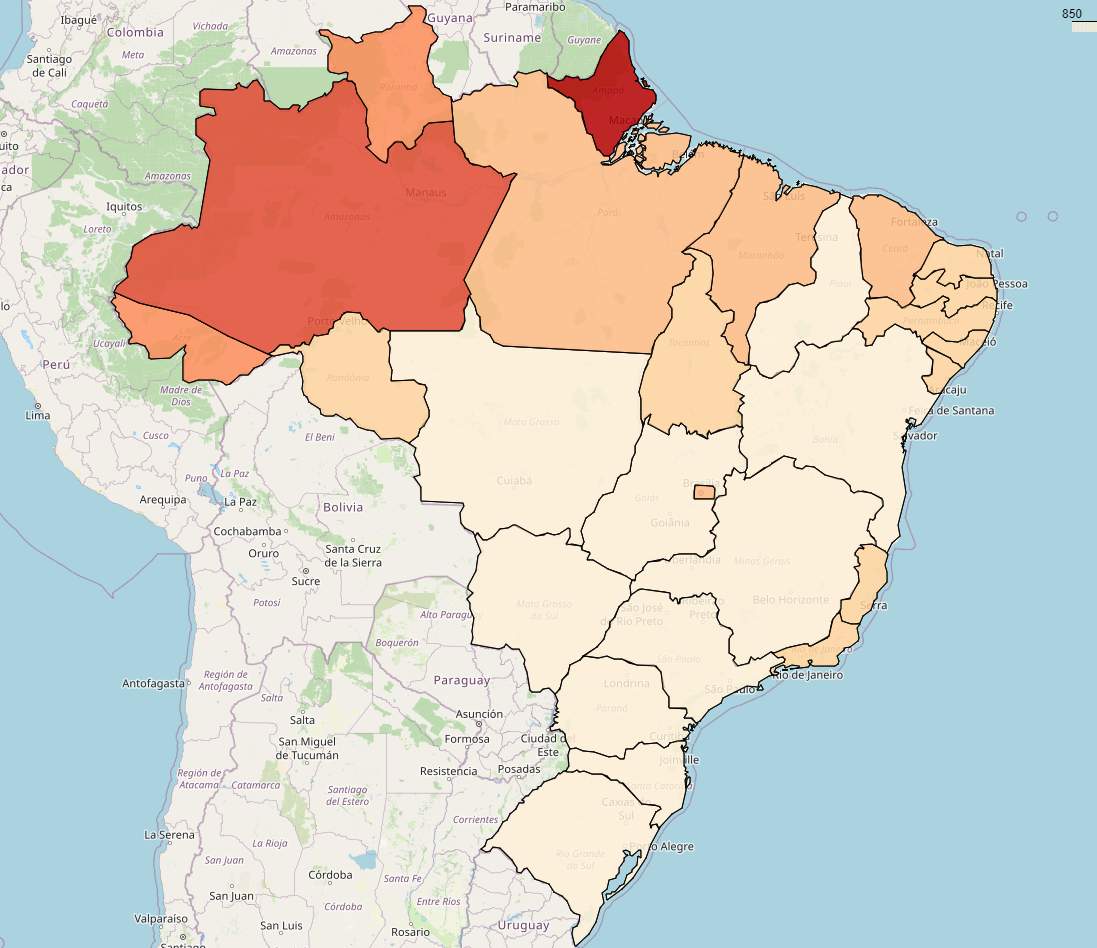 850
Paramaribo
Ibagué
Guyana
Colombia
Vichada
Suriname
Guyane
Meta
Amazonas
Santiago
de Cali
Roraima
Amapá
Caquetá
Macap
uito
Belém
ador
Amazonas
ca
Manaus
São Luís
Iquitos
Amazonas
Pará
Fortaleza
Loreto
Teresina
Ceará
Maranhão
Natal
Piauí
João Pessoa
lo
Recife
Porto Velho
Pernambuco
Acre
Ucayali
Tocantins
Maceió
Perú
Rondônia
Madre de
Dios
Aracaju
Lima
Feira de Santana
Mato Grosso
Cusco
El Beni
Bahia
Salvador
La Paz
Puno
Cuiabá
Brasília
Arequipa
La Paz
Goiás
Bolivia
Goiânia
Cochabamba
Oruro
Santa Cruz
de la Sierra
Uberlândia
Minas Gerais
Sucre
Potosí
Mato Grosso
do Sul
São José
do Rio Preto
Ribeirão
Preto
Belo Horizonte
Serra
Alto Paraguay
Boquerón
Rio de Janeiro
São Paulo
Región de
Antofagasta
Rio de Janeiro
Antofagasta
Paraguay
Londrina
São Paulo
Salta
Paraná
Salta
Asunción
Formosa
Ciudad del
Este
Curitiba
San Miguel
de Tucumán
Joinville
Región de
Atacama
Resistencia
Posadas
Catamarca
Santa Catarina
Santiago
del Estero
Caxias do
Sul
Corrientes
La Serena
La Rioja
Porto Alegre
San Juan
Rio Grande
do Sul
Córdoba
Santa Fe
San Juan
Córdoba
Entre Ríos
Valparaíso
San Luis
Rosario
Uruguay
Santiago